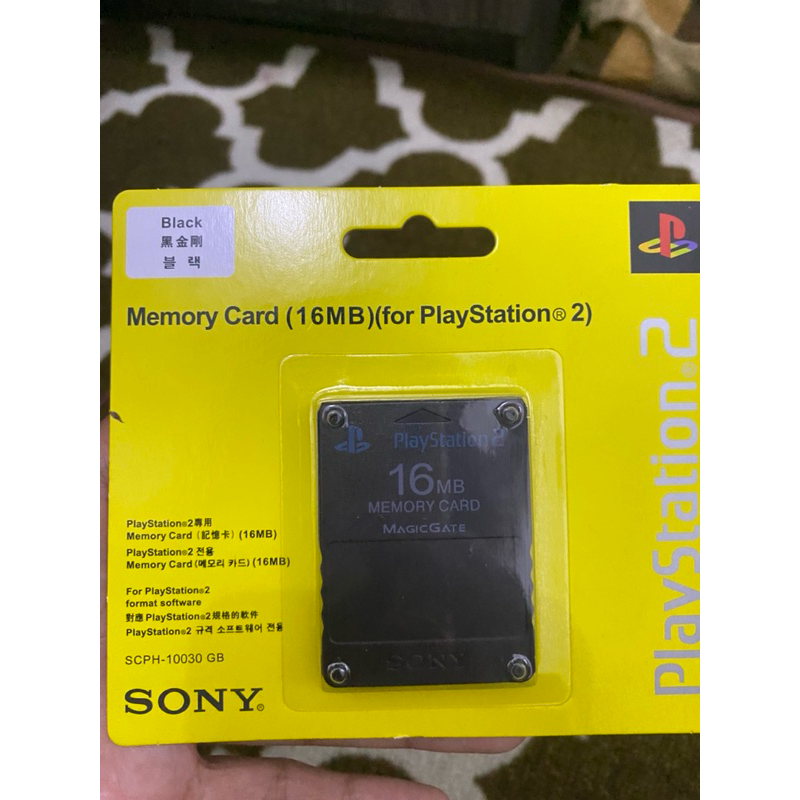 Black
黑金剛
블랙
Memory Card (16MB)(for PlayStation® 2)
PlayStation®2
PlayStation 2
16MB
MEMORY CARD
MAGICGATE
SONY
PlayStation®2專用
Memory Card (記憶卡) (16MB)
PlayStation®2 전용
Memory Card (메모리 카드) (16MB)
For PlayStation®2
format software
對應 PlayStation®2規格的軟件
PlayStation®2 규격 소프트웨어 전용
SCPH-10030 GB
SONY®